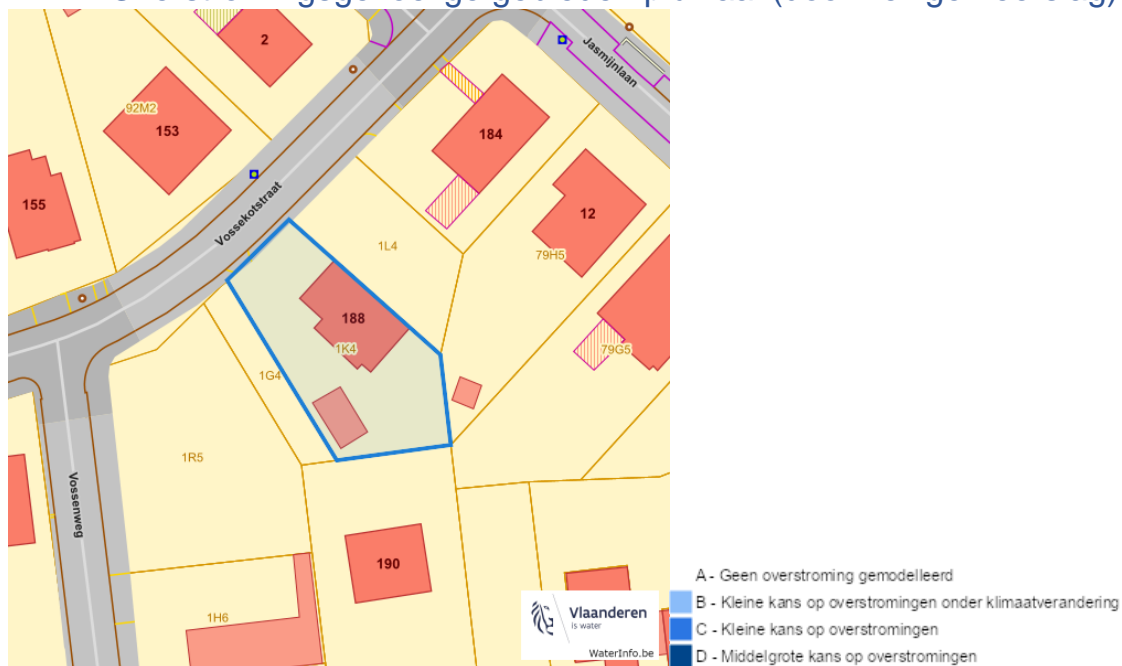 2
Jasmijnlaan
92M2
153
184
155
Vossekotstraat
12
1L4
79H5
188
1K4
79G5
1G4
1R5
Vossenweg
190
1H6
Vlaanderen
is water
WaterInfo.be
A - Geen overstroming gemodelleerd
B - Kleine kans op overstromingen onder klimaatverandering
C - Kleine kans op overstromingen
D - Middelgrote kans op overstromingen